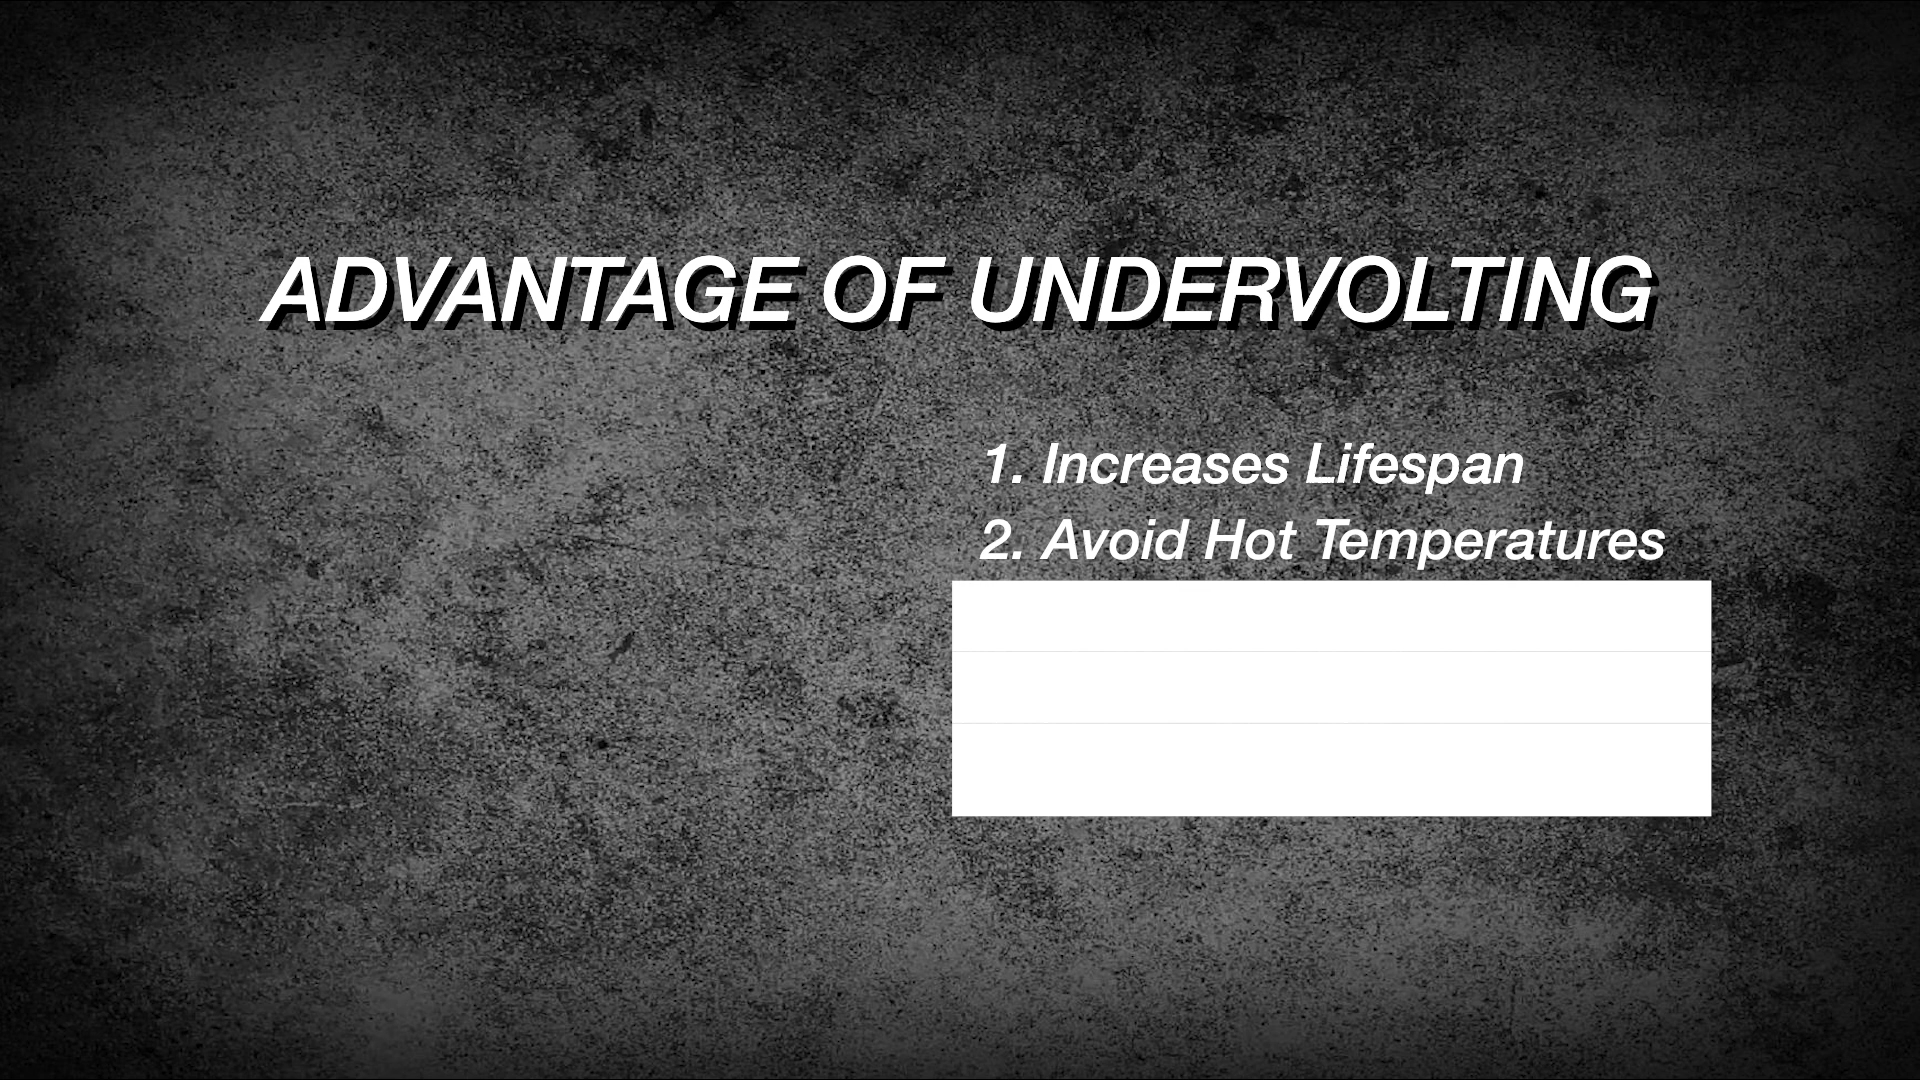 ADVANTAGE OF UNDERVOLTING
1. Increases Lifespan
2. Avoid Hot Temperatures